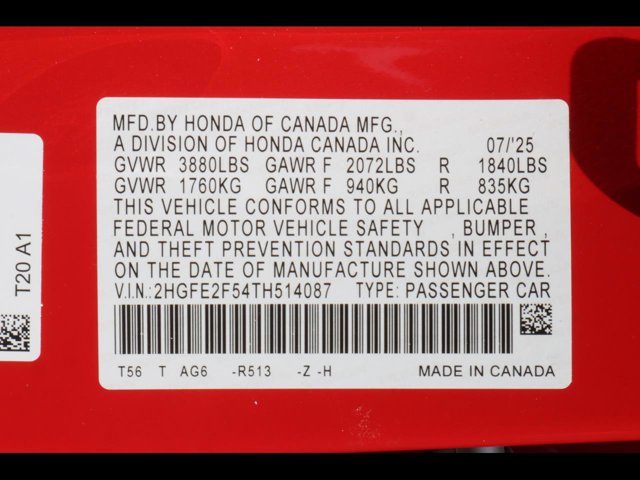 MFD.BY HONDA OF CANADA MFG.,
A DIVISION OF HONDA CANADA INC. 07/'25
GVWR 3880LBS GAWR F 2072LBS R 1840LBS
GVWR 1760KG GAWR F 940KG R 835KG
THIS VEHICLE CONFORMS TO ALL APPLICABLE
FEDERAL MOTOR VEHICLE SAFETY , BUMPER ,
AND THEFT PREVENTION STANDARDS IN EFFECT
ON THE DATE OF MANUFACTURE SHOWN ABOVE.
V.I.N.: 2HGFE2F54TH514087 TYPE: PASSENGER CAR
T56 T AG6 -R513 -Z -H MADE IN CANADA
T20 A1